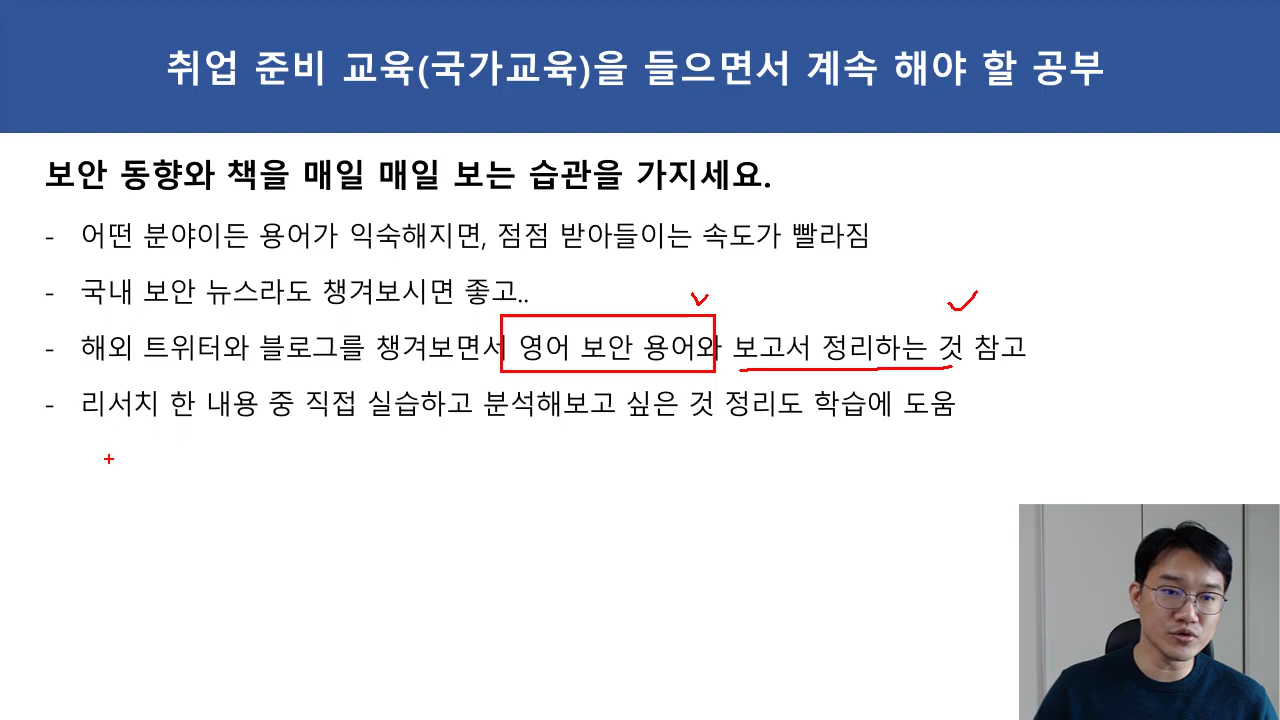 취업 준비 교육(국가교육)을 들으면서 계속 해야 할 공부
보안 동향와 책을 매일 매일 보는 습관을 가지세요.
- 어떤 분야이든 용어가 익숙해지면, 점점 받아들이는 속도가 빨라짐
- 국내 보안 뉴스라도 챙겨보시면 좋고..
- 해외 트위터와 블로그를 챙겨보면서 영어 보안 용어와 보고서 정리하는 것 참고
- 리서치 한 내용 중 직접 실습하고 분석해보고 싶은 것 정리도 학습에 도움